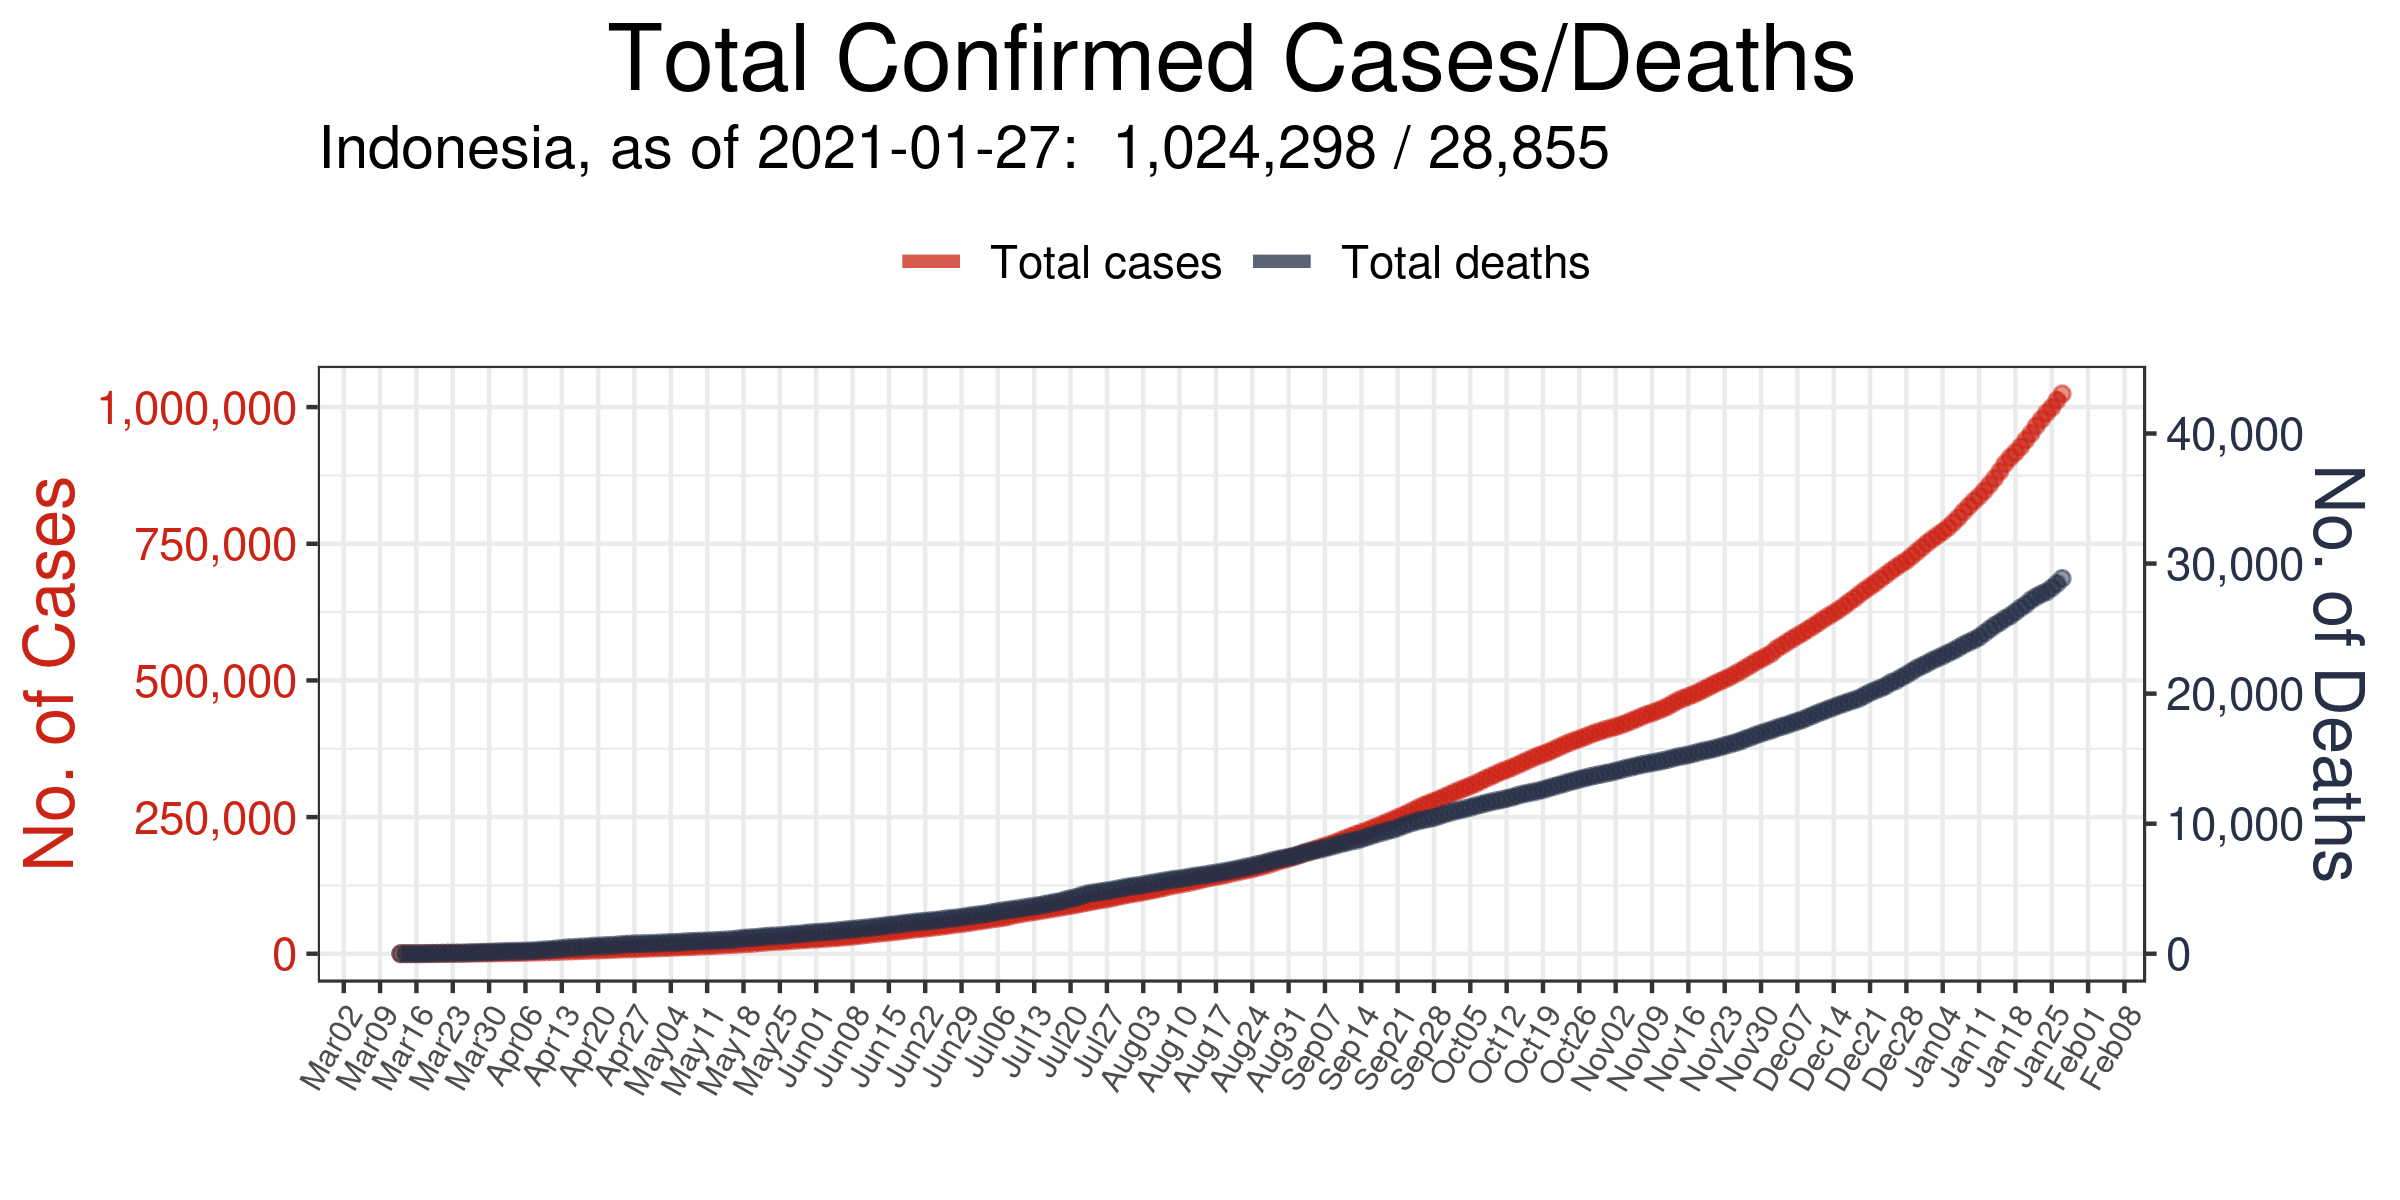 Total Confirmed Cases/Deaths
Indonesia, as of 2021-01-27: 1,024,298 / 28,855
Total cases
Total deaths
No. of Cases
1,000,000
750,000
500,000
250,000
0
40,000
30,000
20,000
10,000
0
No. of Deaths
Mar02
Mar09
Mar16
Mar23
Mar30
Apr06
Apr13
Apr20
Apr27
May04
May11
May18
May25
Jun01
Jun08
Jun15
Jun22
Jun29
Jul06
Jul13
Jul20
Jul27
Aug03
Aug10
Aug17
Aug24
Aug31
Sep07
Sep14
Sep21
Sep28
Oct05
Oct12
Oct19
Oct26
Nov02
Nov09
Nov16
Nov23
Nov30
Dec07
Dec14
Dec21
Dec28
Jan04
Jan11
Jan18
Jan25
Feb01
Feb08